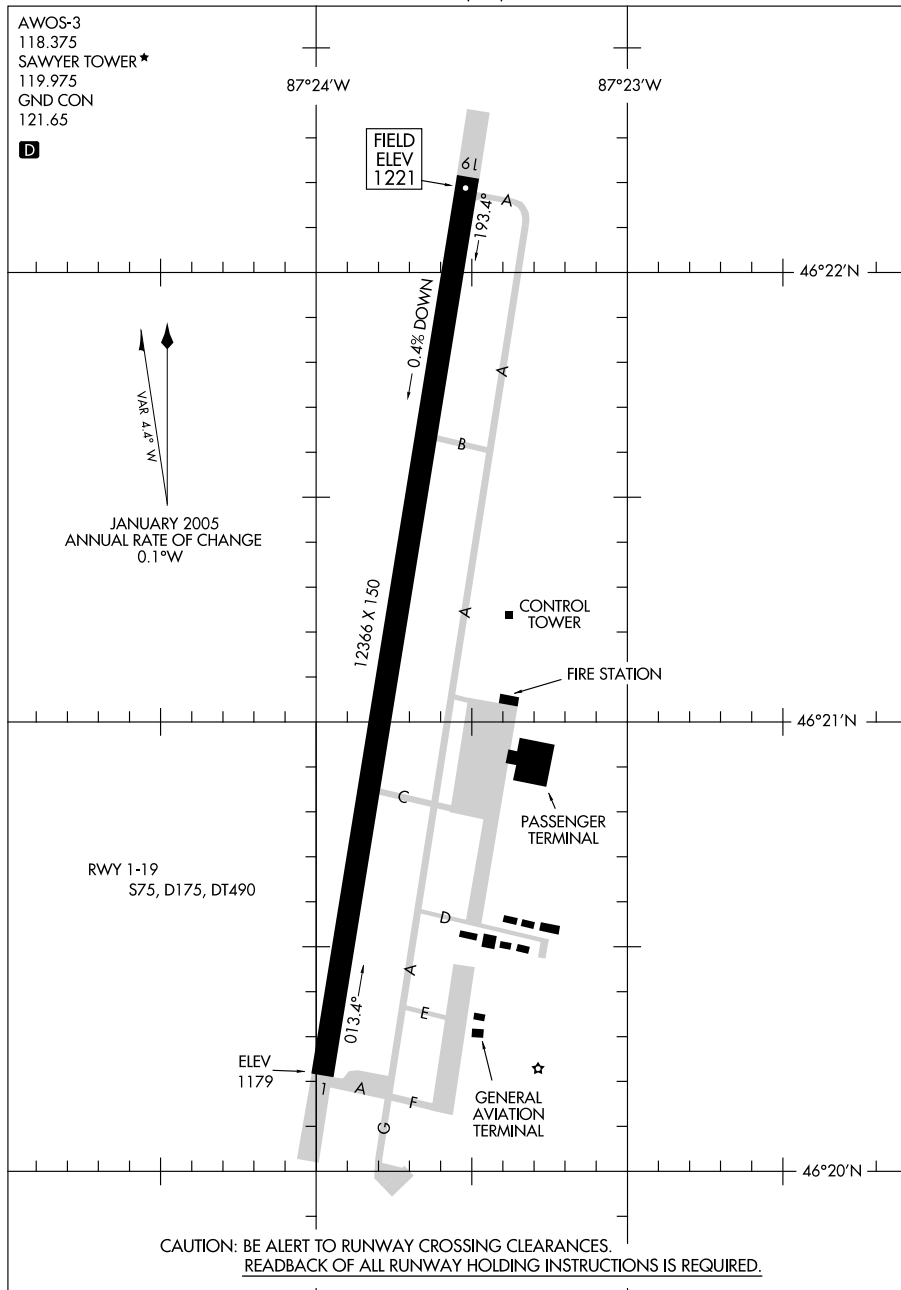 AWOS-3
118.375
SAWYER TOWER★
119.975
GND CON
121.65
D
87°24'W
87°23'W
FIELD
ELEV
1221
19
A
193.4°
46°22'N
0.4% DOWN
A
VAR 4.4° W
B
JANUARY 2005
ANNUAL RATE OF CHANGE
0.1°W
12366 X 150
A
CONTROL
TOWER
FIRE STATION
46°21'N
C
PASSENGER
TERMINAL
RWY 1-19
S75, D175, DT490
D
A
013.4°
E
ELEV
1179
1
A
F
GENERAL
AVIATION
TERMINAL
G
46°20'N
CAUTION: BE ALERT TO RUNWAY CROSSING CLEARANCES.
READBACK OF ALL RUNWAY HOLDING INSTRUCTIONS IS REQUIRED.